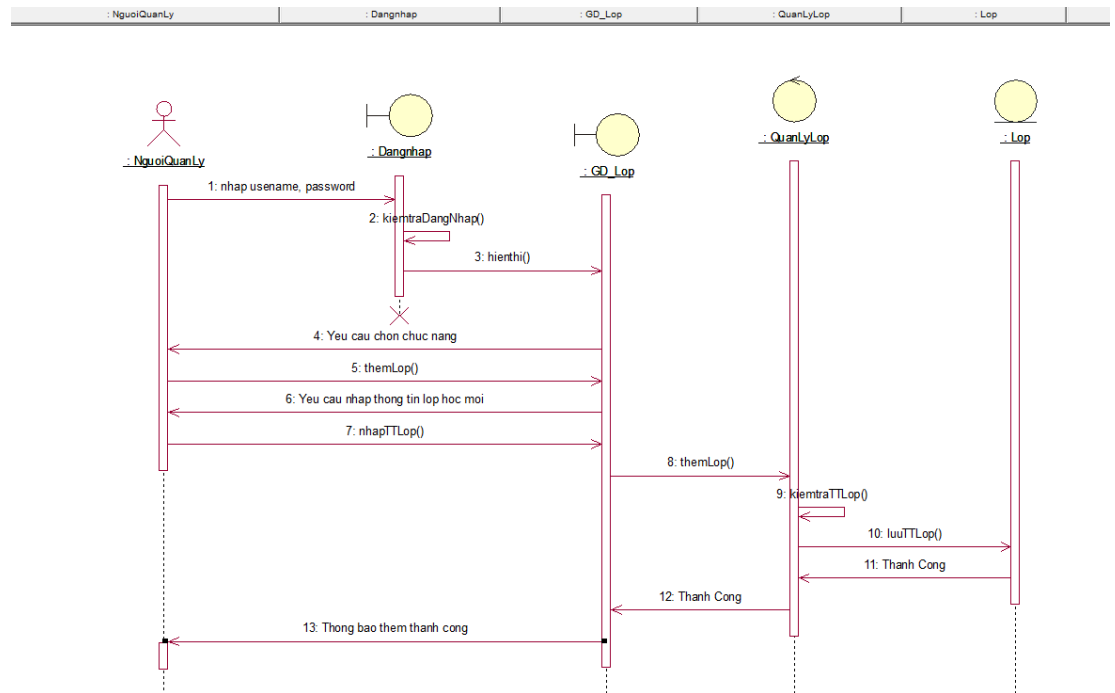 : NguoiQuanLy
: Dangnhap
: GD_Lop
: QuanLyLop
: Lop
: NguoiQuanLy
: Dangnhap
: GD_Lop
: QuanLyLop
: Lop
1: nhap usename, password
2: kiemtraDangNhap()
3: hienthi()
4: Yeu cau chon chuc nang
5: themLop()
6: Yeu cau nhap thong tin lop hoc moi
7: nhapTTLop()
8: themLop()
9: kiemtraTTLop()
10: luuTTLop()
11: Thanh Cong
12: Thanh Cong
13: Thong bao them thanh cong